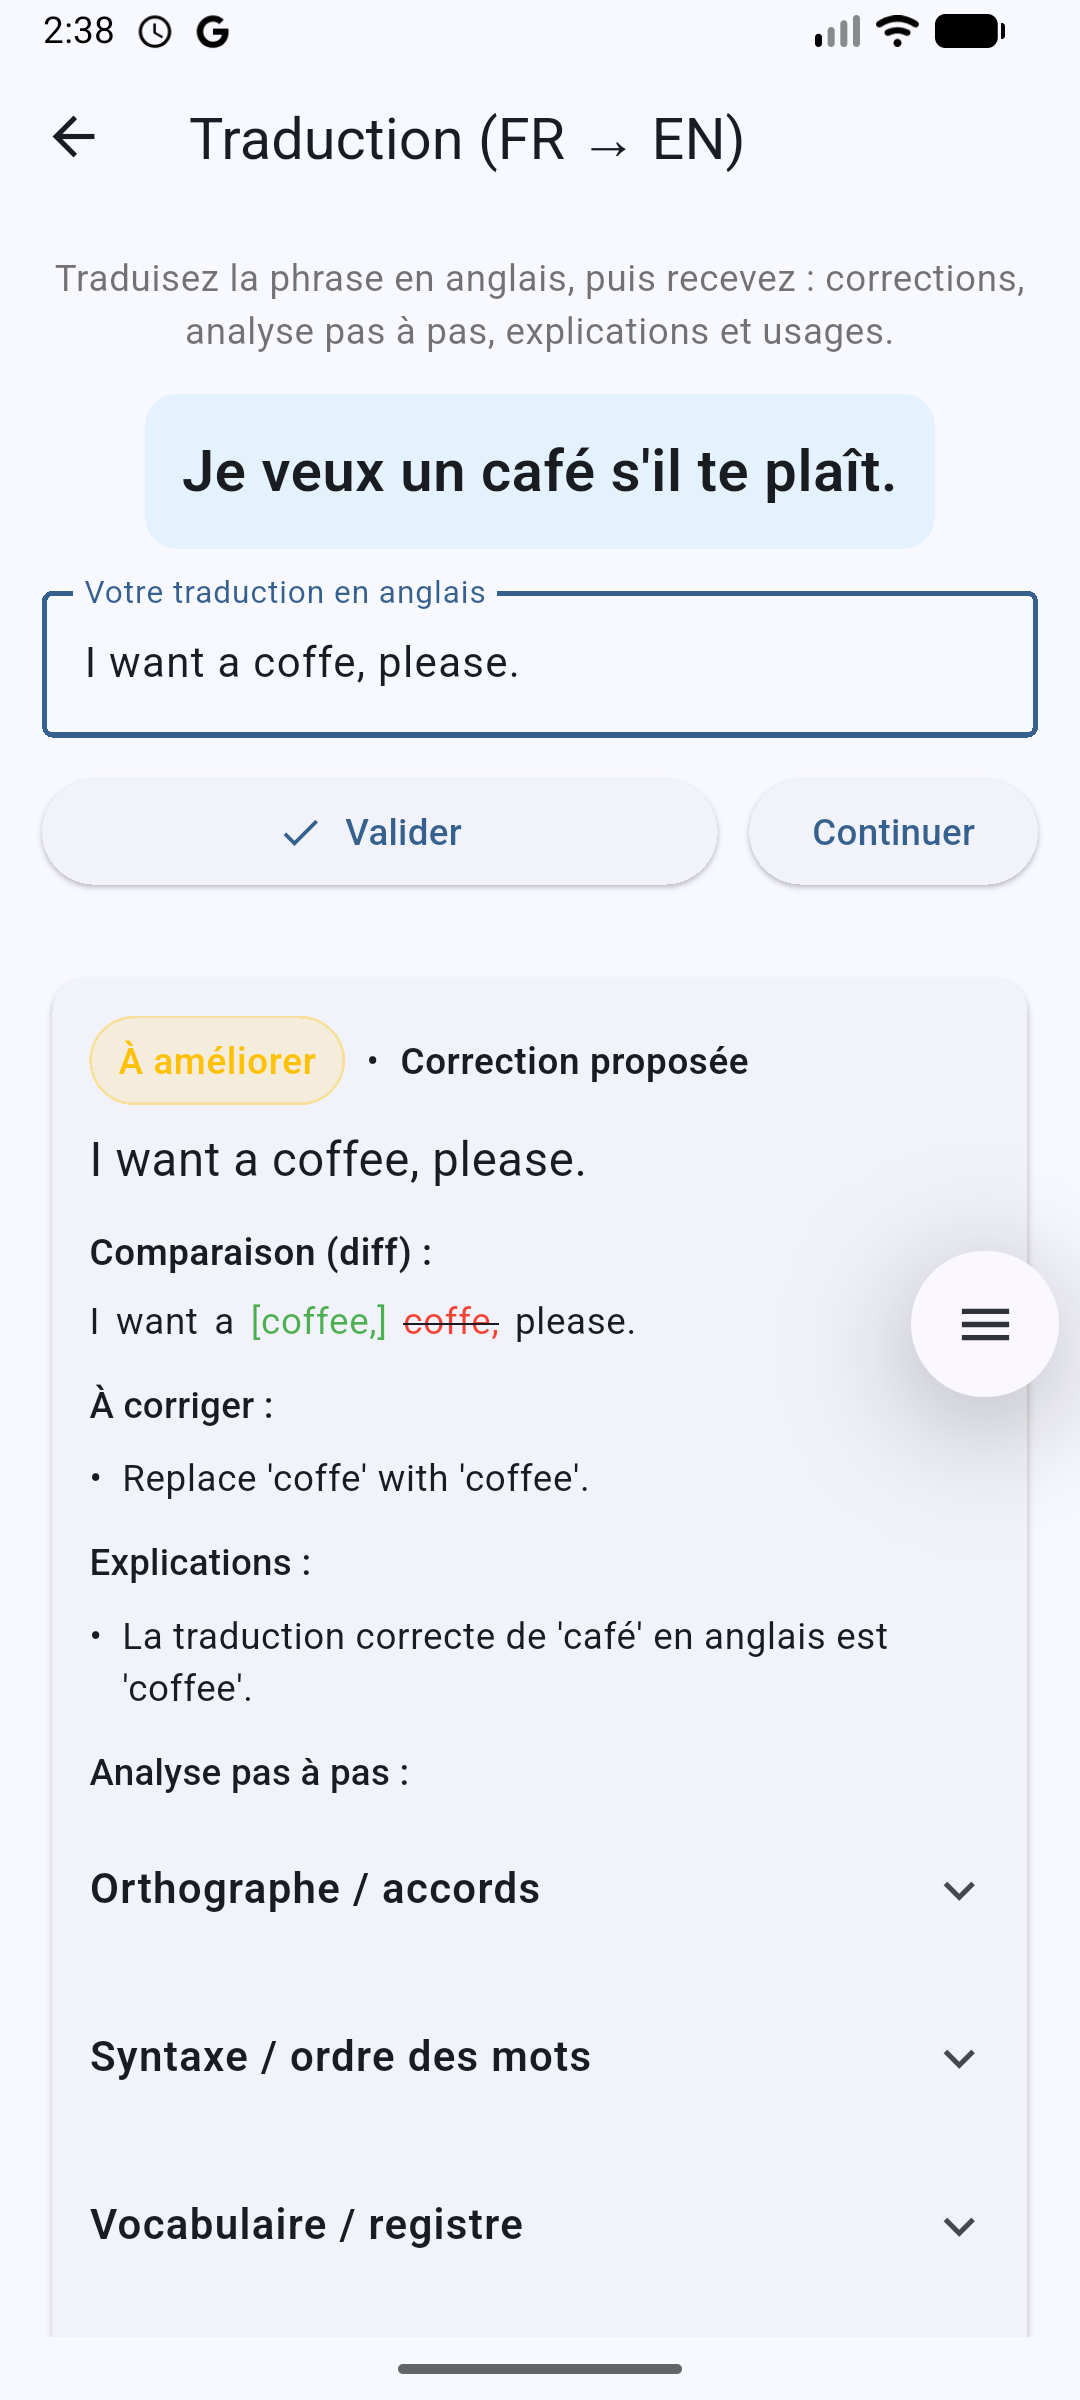 2:38
Traduction (FR → EN)
Traduisez la phrase en anglais, puis recevez : corrections,
analyse pas à pas, explications et usages.
Je veux un café s'il te plaît.
Votre traduction en anglais
I want a coffe, please.
Valider
Continuer
À améliorer • Correction proposée
I want a coffee, please.
Comparaison (diff) :
I want a [coffee,] coffe, please.
À corriger :
• Replace 'coffe' with 'coffee'.
Explications :
• La traduction correcte de 'café' en anglais est
'coffee'.
Analyse pas à pas :
Orthographe / accords
Syntaxe / ordre des mots
Vocabulaire / registre